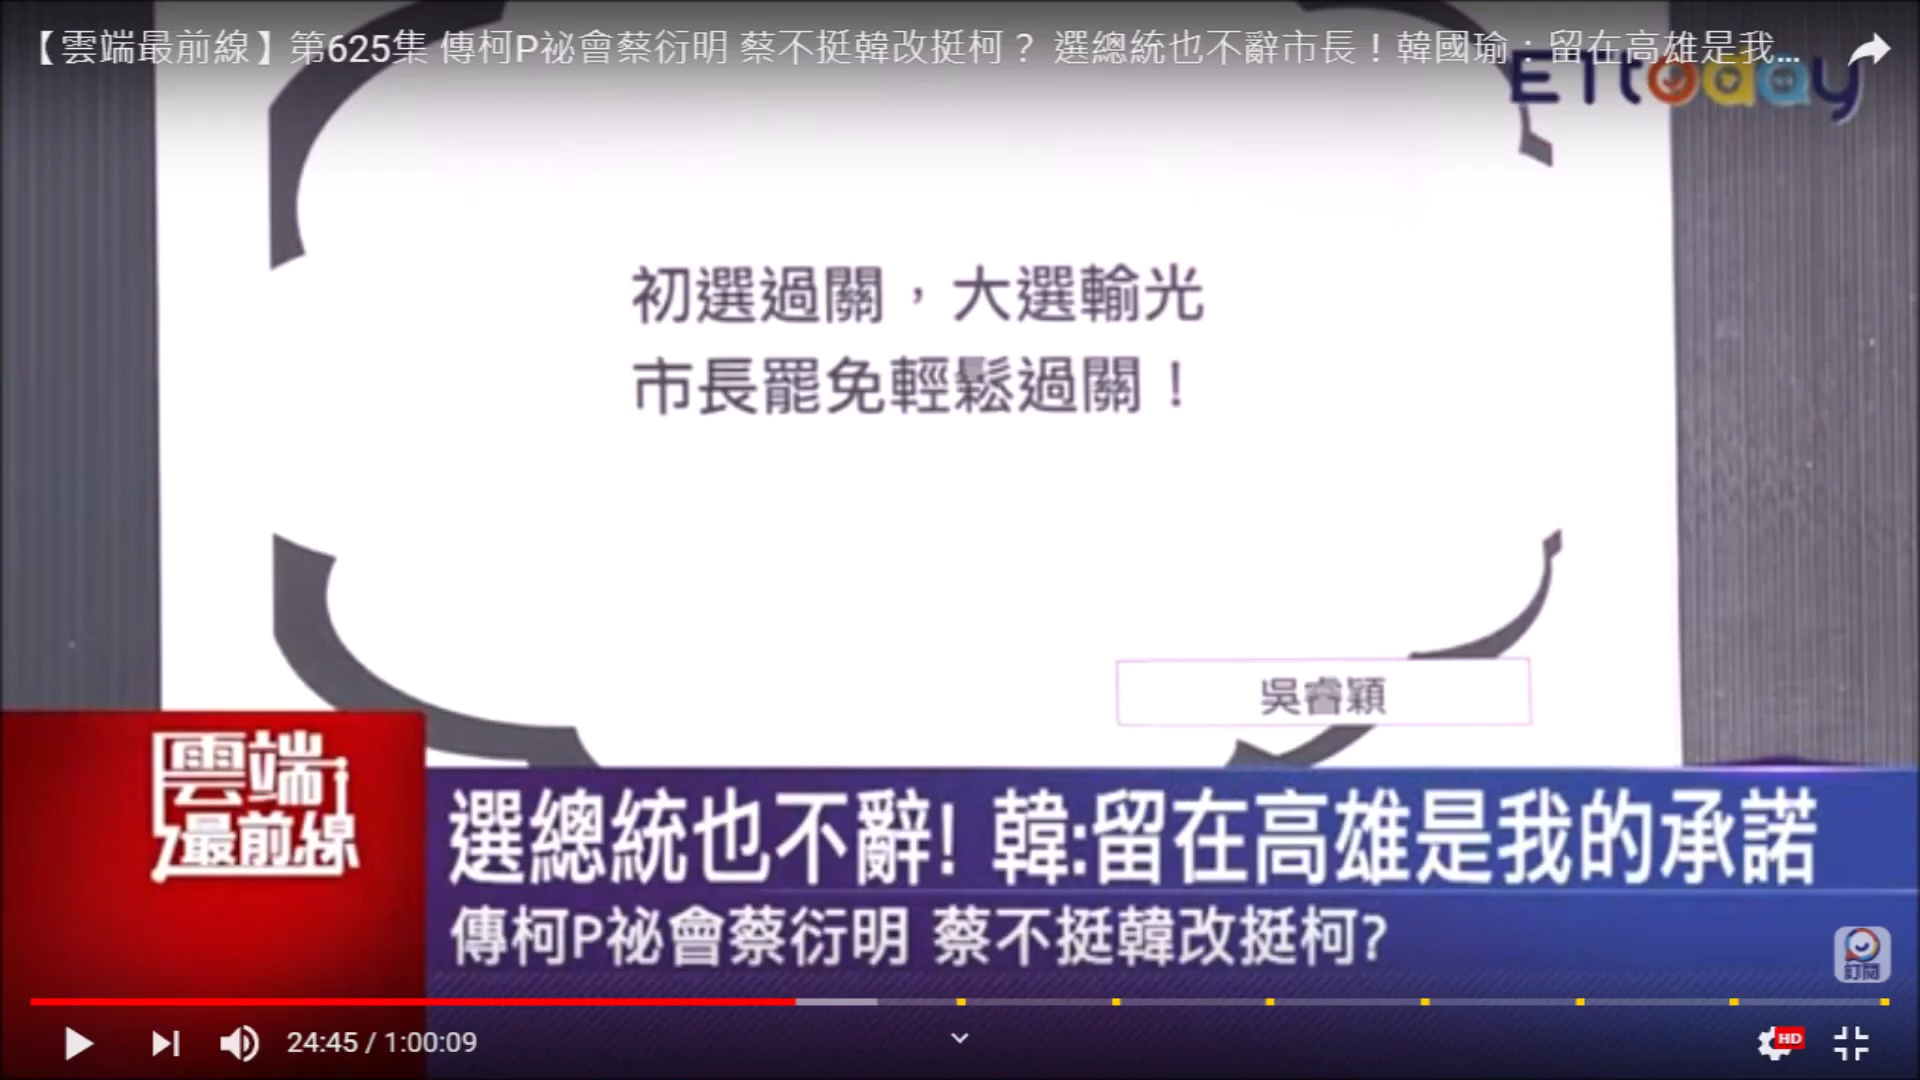 【雲端最前線】第625集 傳柯P祕會蔡衍明 蔡不挺韓改挺柯？ 選總統也不辭市長！韓國瑜：留在高雄是我...
ETtoday
初選過關，大選輸光
市長罷免輕鬆過關！
吳睿穎
雲端
最前線
選總統也不辭! 韓:留在高雄是我的承諾
傳柯P祕會蔡衍明 蔡不挺韓改挺柯?
訂閱
24:45 / 1:00:09
HD